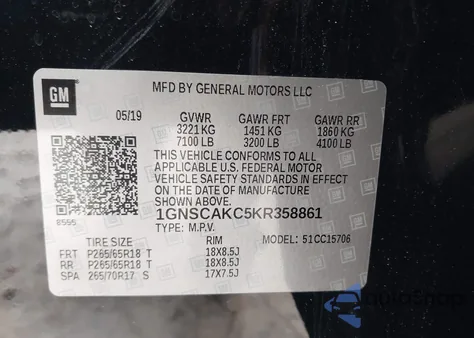 GM
MFD BY GENERAL MOTORS LLC
05/19 GVWR GAWR FRT GAWR RR
3221 KG 1451 KG 1860 KG
7100 LB 3200 LB 4100 LB
THIS VEHICLE CONFORMS TO ALL
APPLICABLE U.S. FEDERAL MOTOR
VEHICLE SAFETY STANDARDS IN EFFECT
ON THE DATE OF MANUFACTURE
SHOWN ABOVE.
8595 1GNSCAKC5KR358861
TYPE: M.P.V.
TIRE SIZE RIM 51CC15706
FRT P265/65R18 T 18X8.5J
RR P265/65R18 T 18X8.5J
SPA 265/70R17 S 17X7.5J
AutoSnap